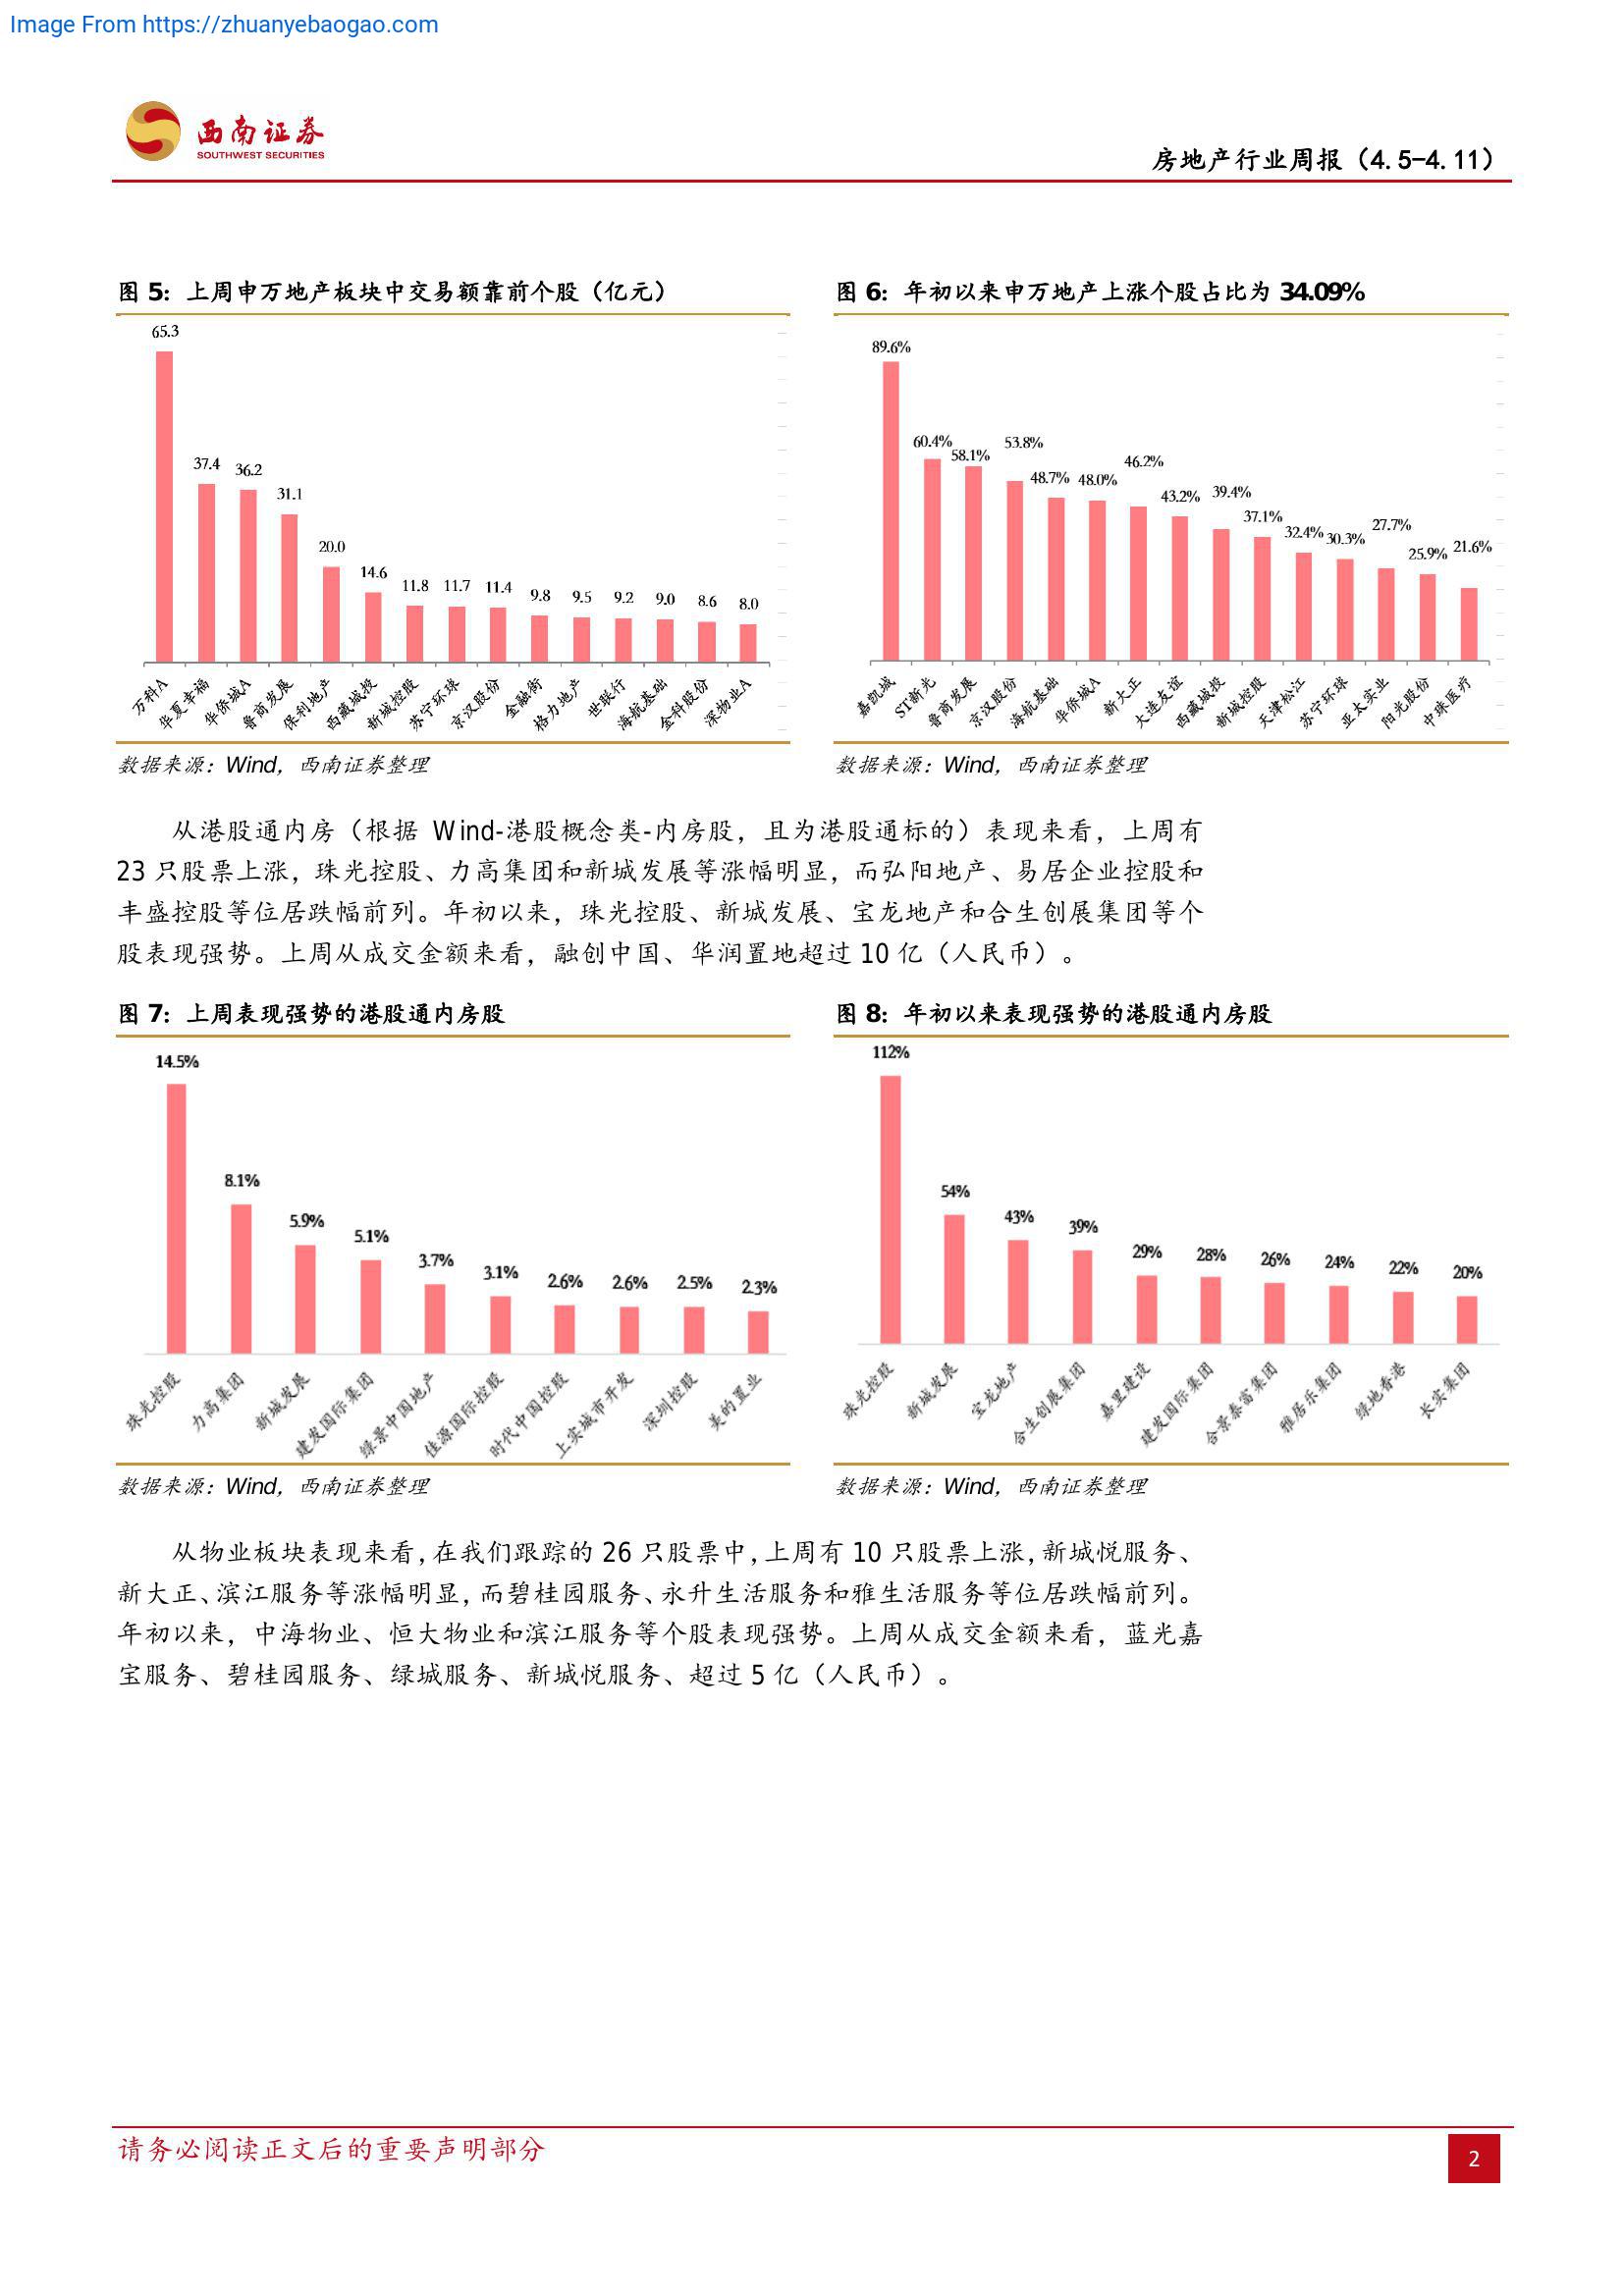 Image From https://zhuanyebaogao.com
西南证券
SOUTHWEST SECURITIES
房地产行业周报（4.5-4.11）
图 5：上周申万地产板块中交易额靠前个股（亿元）
65.3 37.4 36.2 31.1 20.0 14.6 11.8 11.7 11.4 9.8 9.5 9.2 9.0 8.6 8.0
万科A 华夏幸福 华侨城A 鲁商发展 保利地产 西藏城投 新城控股 苏宁环球 京汉股份 金融街 格力地产 世联行 海航基础 金科股份 深物业A
数据来源：Wind，西南证券整理
图 6：年初以来申万地产上涨个股占比为 34.09%
89.6% 60.4% 58.1% 53.8% 48.7% 48.0% 46.2% 43.2% 39.4% 37.1% 32.4% 30.3% 27.7% 25.9% 21.6%
嘉凯城 ST新光 鲁商发展 京汉股份 海航基础 华侨城A 新大正 大连友谊 西藏城投 新城控股 天津松江 苏宁环球 亚太实业 阳光股份 中珠医疗
数据来源：Wind，西南证券整理
从港股通内房（根据 Wind-港股概念类-内房股，且为港股通标的）表现来看，上周有
23 只股票上涨，珠光控股、力高集团和新城发展等涨幅明显，而弘阳地产、易居企业控股和
丰盛控股等位居跌幅前列。年初以来，珠光控股、新城发展、宝龙地产和合生创展集团等个
股表现强势。上周从成交金额来看，融创中国、华润置地超过 10 亿（人民币）。
图 7：上周表现强势的港股通内房股
14.5% 8.1% 5.9% 5.1% 3.7% 3.1% 2.6% 2.6% 2.5% 2.3%
珠光控股 力高集团 新城发展 建发国际集团 绿景中国地产 佳源国际控股 时代中国控股 上实城市开发 深圳控股 美的置业
数据来源：Wind，西南证券整理
图 8：年初以来表现强势的港股通内房股
112% 54% 43% 39% 29% 28% 26% 24% 22% 20%
珠光控股 新城发展 宝龙地产 合生创展集团 嘉里建设 建发国际集团 合景泰富集团 雅居乐集团 绿地香港 长实集团
数据来源：Wind，西南证券整理
从物业板块表现来看，在我们跟踪的 26 只股票中，上周有 10 只股票上涨，新城悦服务、
新大正、滨江服务等涨幅明显，而碧桂园服务、永升生活服务和雅生活服务等位居跌幅前列。
年初以来，中海物业、恒大物业和滨江服务等个股表现强势。上周从成交金额来看，蓝光嘉
宝服务、碧桂园服务、绿城服务、新城悦服务、超过 5 亿（人民币）。
请务必阅读正文后的重要声明部分
2